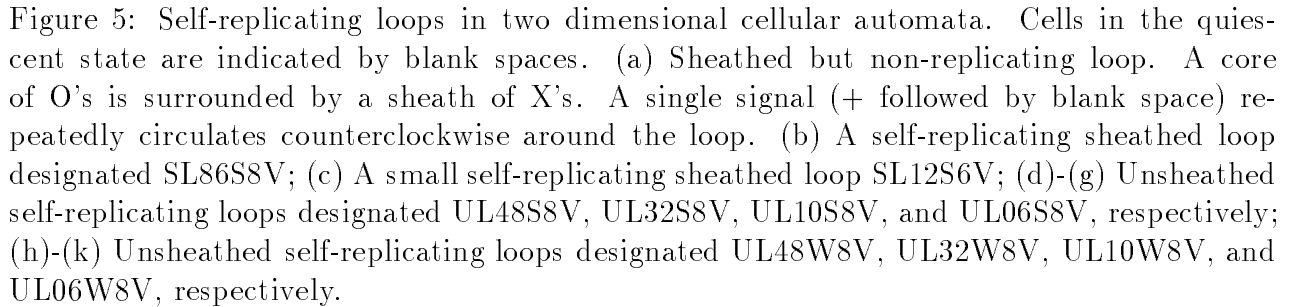 Figure 5: Self-replicating loops in two dimensional cellular automata. Cells in the quies-
cent state are indicated by blank spaces. (a) Sheathed but non-replicating loop. A core
of O's is surrounded by a sheath of X's. A single signal (+ followed by blank space) re-
peatedly circulates counterclockwise around the loop. (b) A self-replicating sheathed loop
designated SL86S8V; (c) A small self-replicating sheathed loop SL12S6V; (d)-(g) Unsheathed
self-replicating loops designated UL48S8V, UL32S8V, UL10S8V, and UL06S8V, respectively;
(h)-(k) Unsheathed self-replicating loops designated UL48W8V, UL32W8V, UL10W8V, and
UL06W8V, respectively.